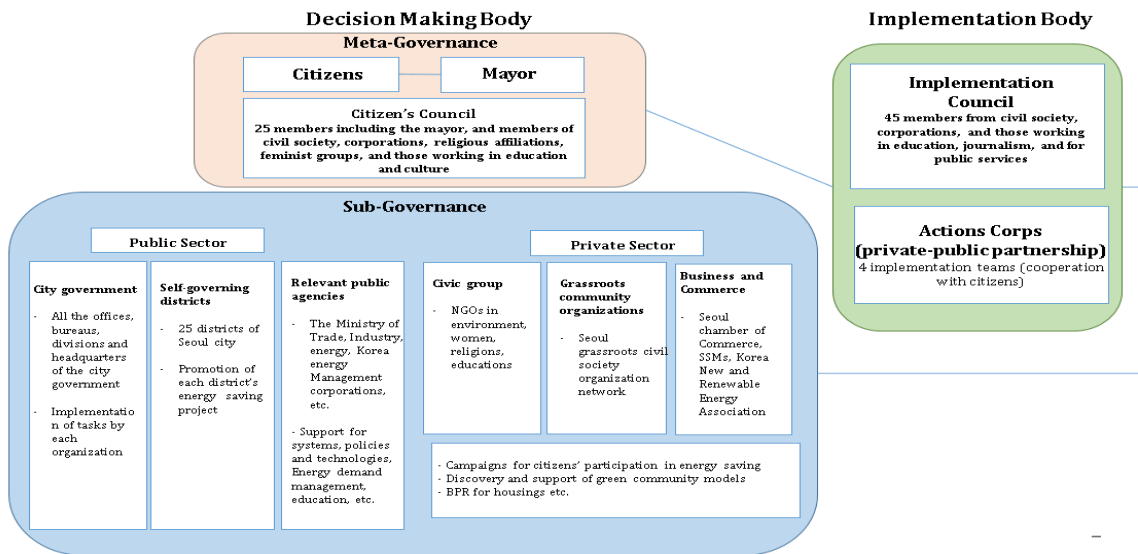 Decision Making Body
Meta-Governance
Citizens
Mayor
Citizen's Council
25 members including the mayor, and members of
civil society, corporations, religious affiliations,
feminist groups, and those working in education
and culture
Implementation Body
Implementation
Council
45 members from civil society,
corporations, and those working
in education, journalism, and for
public services
Actions Corps
(private-public partnership)
4 implementation teams (cooperation
with citizens)
Sub-Governance
Public Sector
City government
- All the offices,
bureaus,
divisions and
headquarters
of the city
government
- Implementatio
n of tasks by
each
organization
Self-governing
districts
- 25 districts of
Seoul city
- Promotion of
each district's
energy saving
project
Relevant public
agencies
- The Ministry of
Trade, Industry,
energy, Korea
energy
Management
corporations,
etc.
- Support for
systems, policies
and technologies,
Energy demand
management,
education, etc.
Private Sector
Civic group
- NGOs in
environment,
women,
religions,
educations
Grassroots
community
organizations
- Seoul
grassroots civil
society
organization
network
Business and
Commerce
- Seoul
chamber of
Commerce,
SSMs, Korea
New and
Renewable
Energy
Association
- Campaigns for citizens' participation in energy saving
- Discovery and support of green community models
- BPR for housings etc.